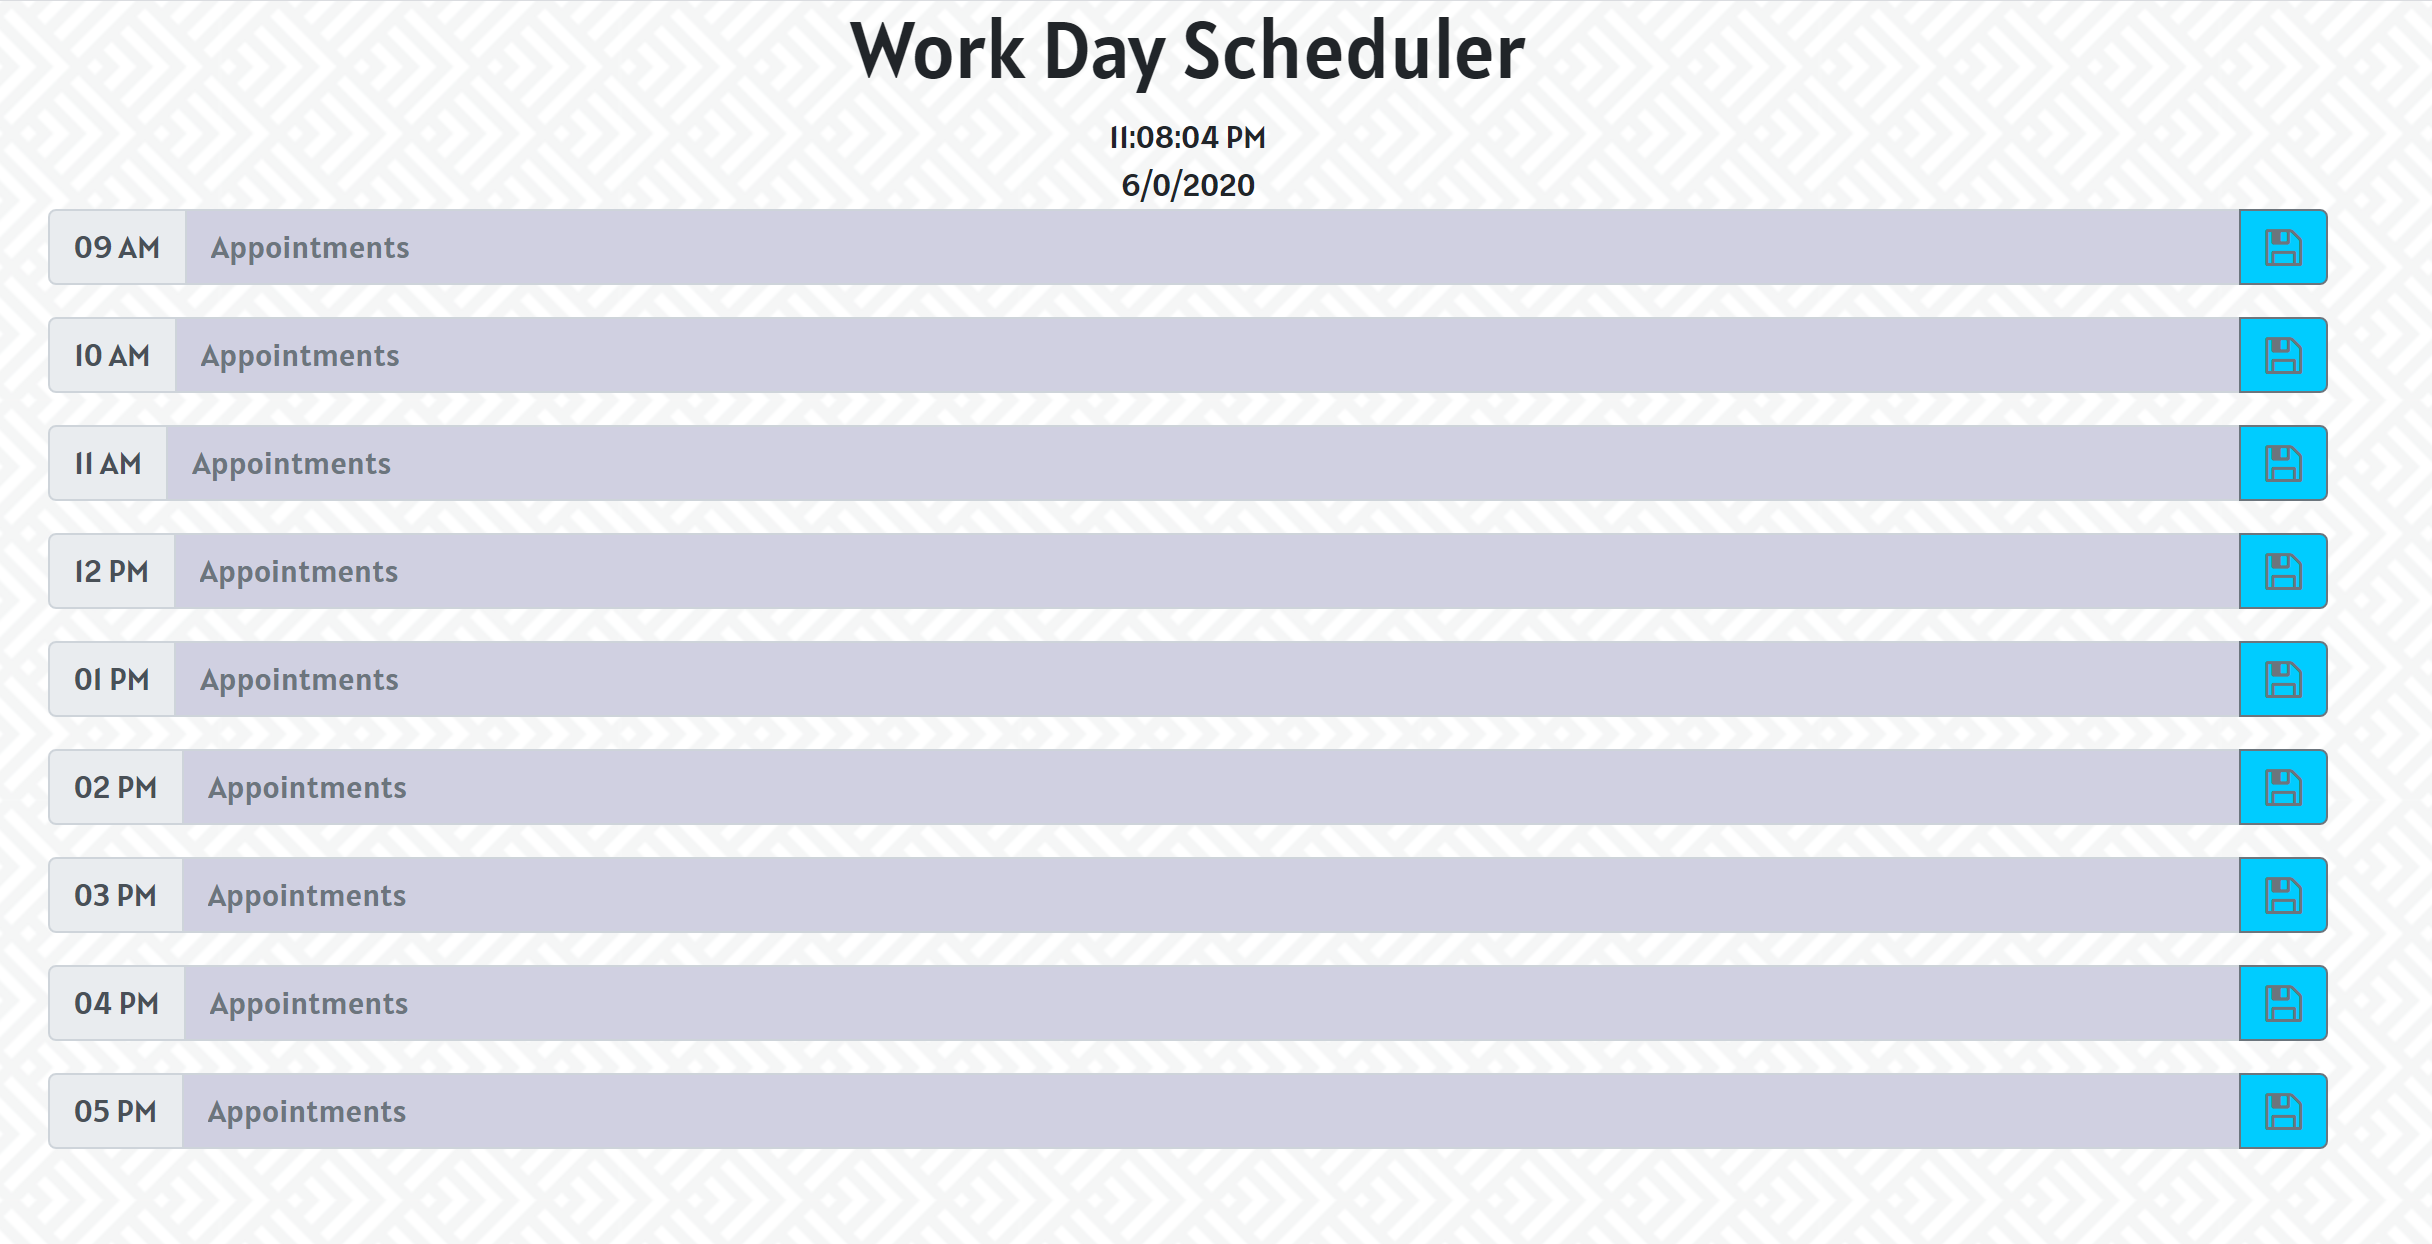 Work Day Scheduler
11:08:04 PM
6/0/2020
09 AM Appointments
10 AM Appointments
11 AM Appointments
12 PM Appointments
01 PM Appointments
02 PM Appointments
03 PM Appointments
04 PM Appointments
05 PM Appointments